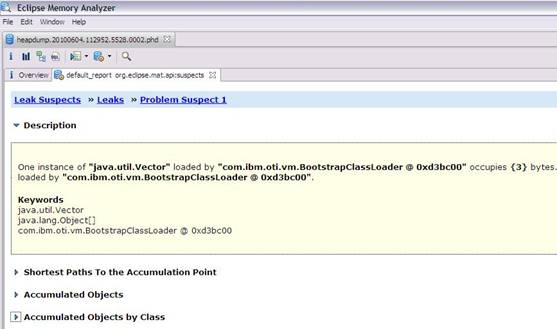 Eclipse Memory Analyzer
File Edit Window Help
heapdump.20100604.112952.5528.0002.phd
i Overview default_report org.eclipse.mat.api:suspects
Leak Suspects » Leaks » Problem Suspect 1
Description
One instance of "java.util.Vector" loaded by "com.ibm.oti.vm.BootstrapClassLoader @ 0xd3bc00" occupies {3} bytes.
loaded by "com.ibm.oti.vm.BootstrapClassLoader @ 0xd3bc00".
Keywords
java.util.Vector
java.lang.Object[]
com.ibm.oti.vm.BootstrapClassLoader @ 0xd3bc00
Shortest Paths To the Accumulation Point
Accumulated Objects
Accumulated Objects by Class